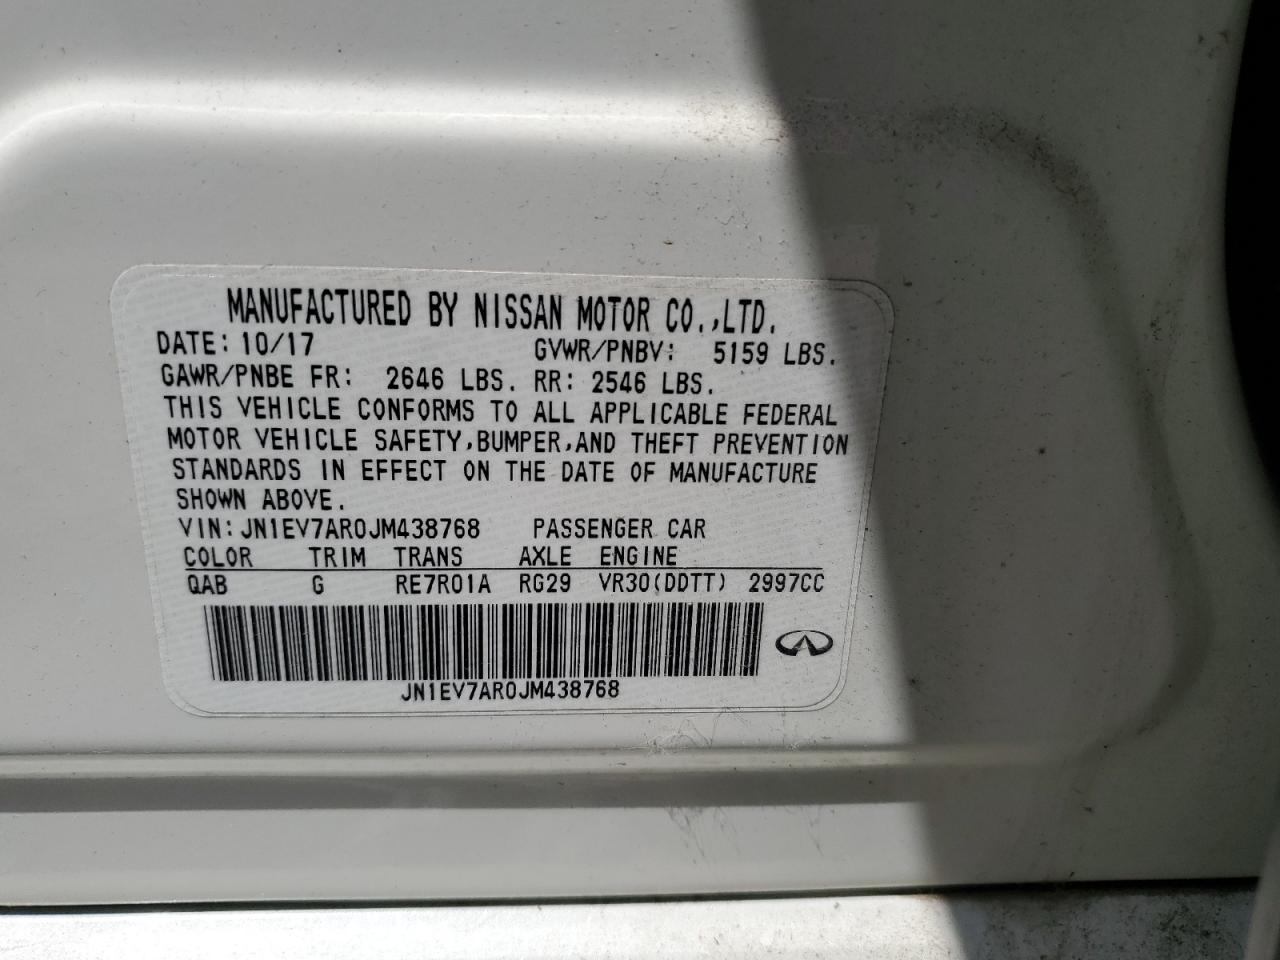 MANUFACTURED BY NISSAN MOTOR CO.,LTD.
DATE: 10/17 GVWR/PNBV: 5159 LBS.
GAWR/PNBE FR: 2646 LBS. RR: 2546 LBS.
THIS VEHICLE CONFORMS TO ALL APPLICABLE FEDERAL
MOTOR VEHICLE SAFETY,BUMPER,AND THEFT PREVENTION
STANDARDS IN EFFECT ON THE DATE OF MANUFACTURE
SHOWN ABOVE.
VIN: JN1EV7AR0JM438768 PASSENGER CAR
COLOR TRIM TRANS AXLE ENGINE
QAB G RE7R01A RG29 VR30(DDTT) 2997CC
JN1EV7AR0JM438768